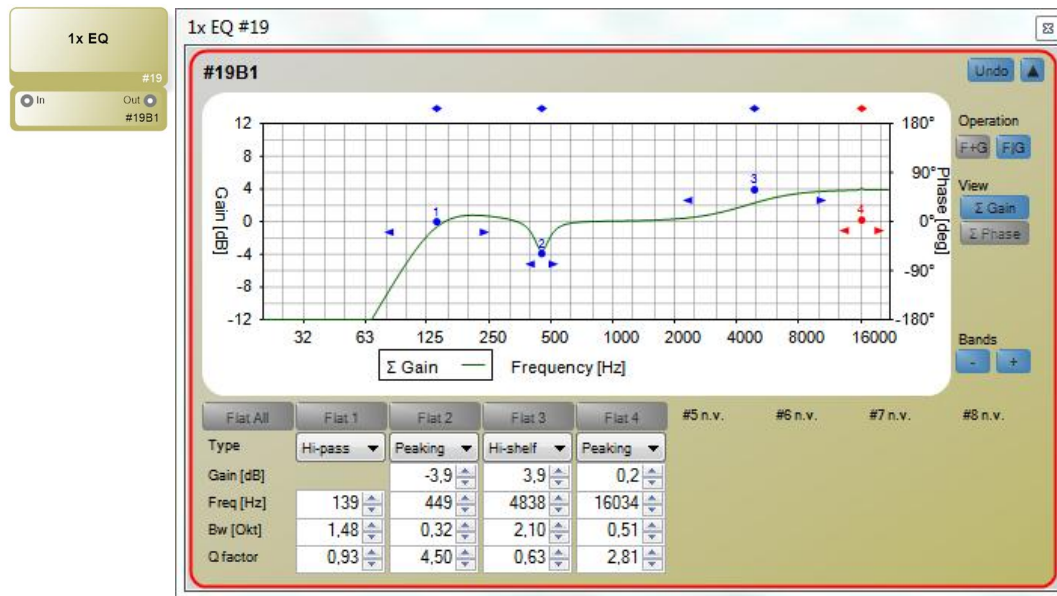 1x EQ
#19
In
Out
#19B1
1x EQ #19
#19B1
Undo
Operation
F+G F|G
View
Σ Gain
Σ Phase
Bands
- +
12
8
4
0
-4
-8
-12
Gain [dB]
180°
90°
0°
-90°
-180°
Phase [deg]
1
2
3
4
32 63 125 250 500 1000 2000 4000 8000 16000
Σ Gain
Frequency [Hz]
Flat All Flat 1 Flat 2 Flat 3 Flat 4 #5 n.v. #6 n.v. #7 n.v. #8 n.v.
Type Hi-pass Peaking Hi-shelf Peaking
Gain [dB] -3,9 3,9 0,2
Freq [Hz] 139 449 4838 16034
Bw [Okt] 1,48 0,32 2,10 0,51
Q factor 0,93 4,50 0,63 2,81